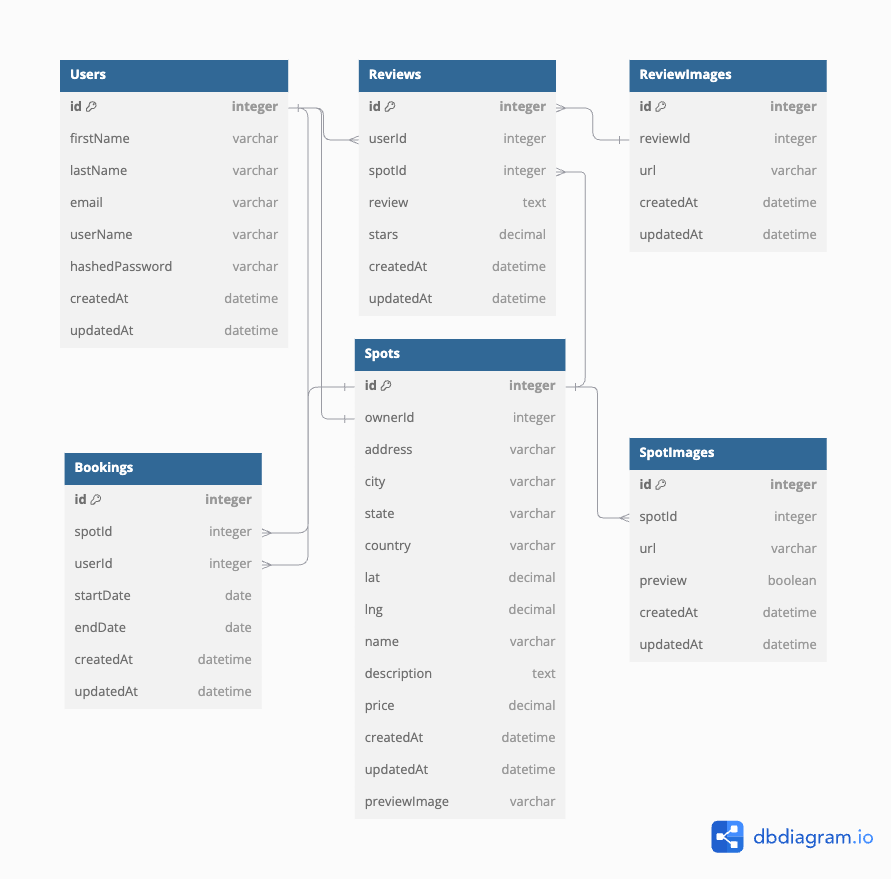 Users
id integer
firstName varchar
lastName varchar
email varchar
userName varchar
hashedPassword varchar
createdAt datetime
updatedAt datetime
Reviews
id integer
userId integer
spotId integer
review text
stars decimal
createdAt datetime
updatedAt datetime
ReviewImages
id integer
reviewId integer
url varchar
createdAt datetime
updatedAt datetime
Spots
id integer
ownerId integer
address varchar
city varchar
state varchar
country varchar
lat decimal
lng decimal
name varchar
description text
price decimal
createdAt datetime
updatedAt datetime
previewImage varchar
Bookings
id integer
spotId integer
userId integer
startDate date
endDate date
createdAt datetime
updatedAt datetime
SpotImages
id integer
spotId integer
url varchar
preview boolean
createdAt datetime
updatedAt datetime
dbdiagram.io